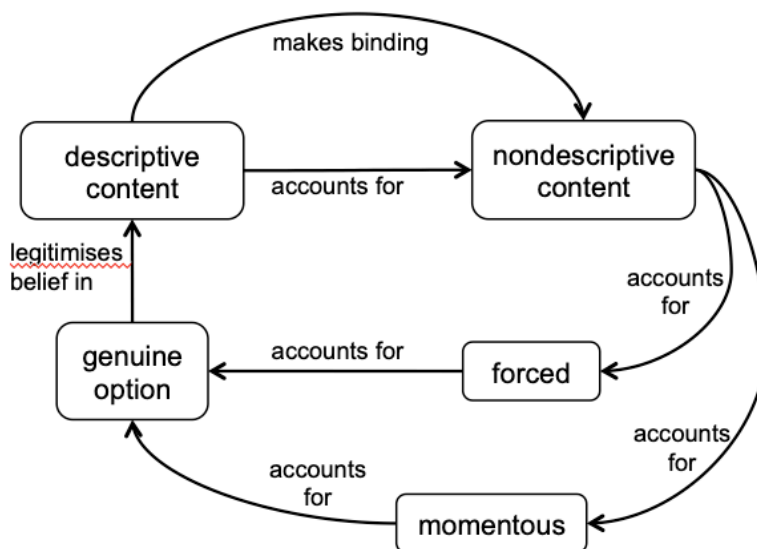 makes binding
descriptive
content
nondescriptive
content
accounts for
legitimises
belief in
accounts
for
genuine
option
accounts for
forced
accounts
for
accounts
for
momentous